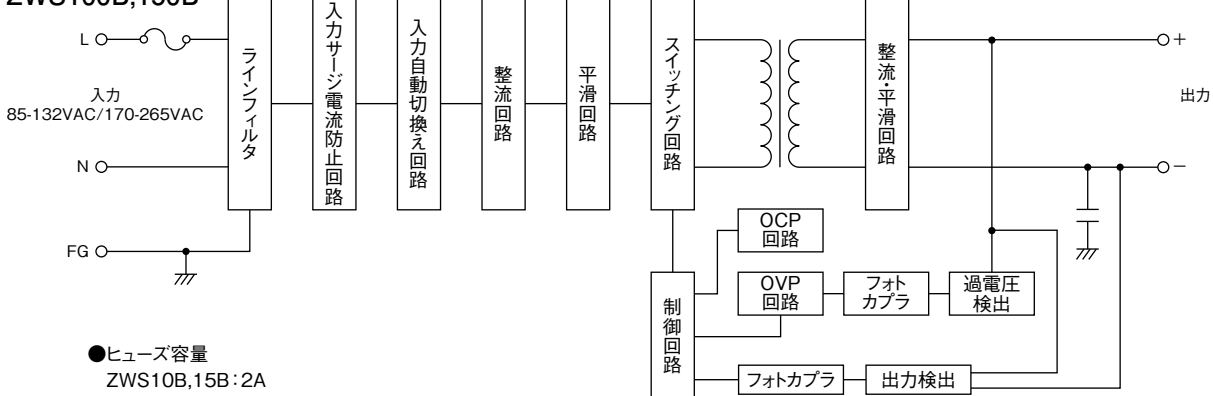 ZWS100B,150B
L
入力
85-132VAC/170-265VAC
N
FG
ラインフィルタ
入力サージ電流防止回路
入力自動切換え回路
整流回路
平滑回路
スイッチング回路
整流・平滑回路
+
出力
-
OCP
回路
OVP
回路
フォト
カプラ
過電圧
検出
制御回路
フォトカプラ
出力検出
●ヒューズ容量
ZWS10B,15B:2A